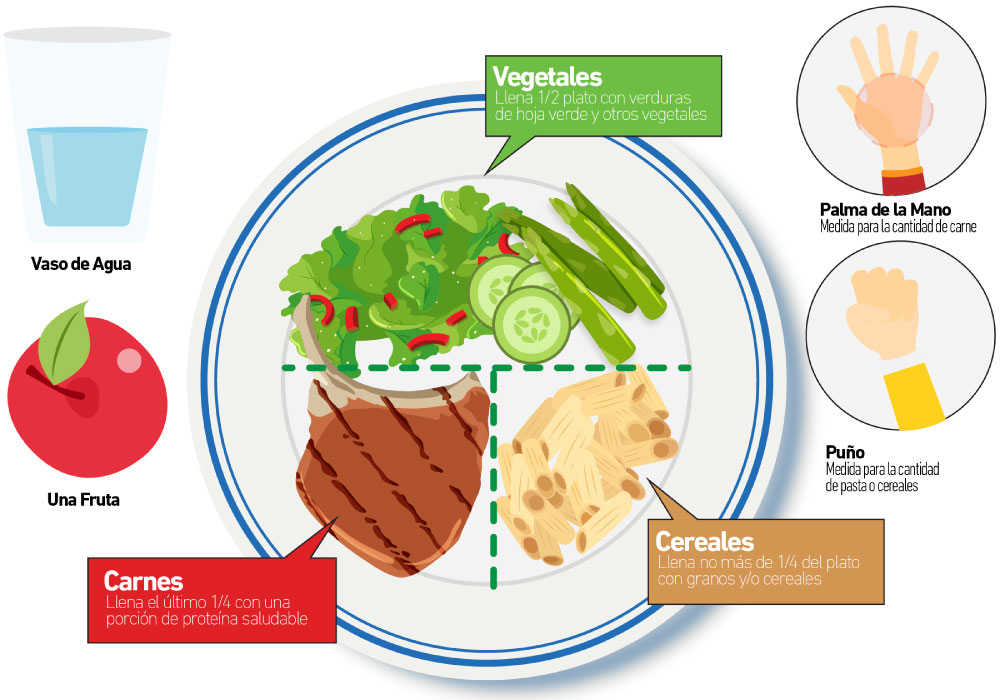 Vegetales
Llena 1/2 plato con verduras
de hoja verde y otros vegetales
Palma de la Mano
Medida para la cantidad de carne
Vaso de Agua
Puño
Medida para la cantidad
de pasta o cereales
Una Fruta
Cereales
Llena no más de 1/4 del plato
con granos y/o cereales
Carnes
Llena el último 1/4 con una
porción de proteína saludable